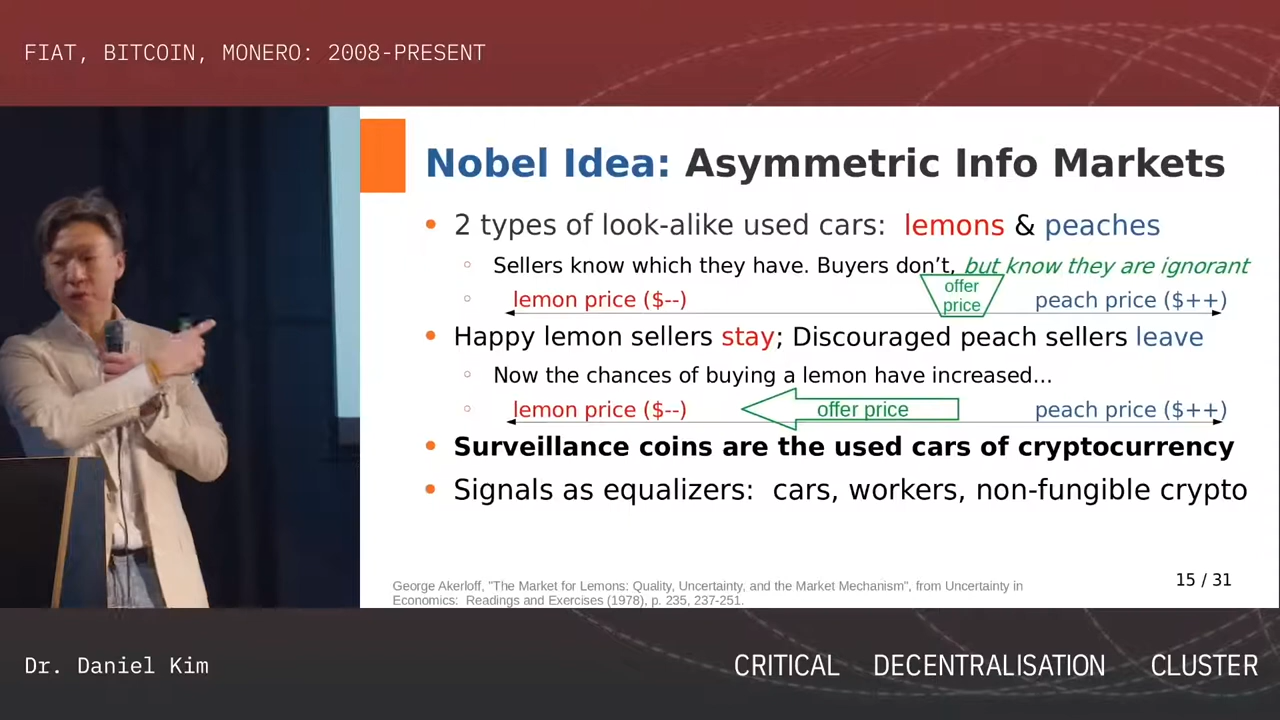 FIAT, BITCOIN, MONERO: 2008-PRESENT
Nobel Idea: Asymmetric Info Markets
2 types of look-alike used cars: lemons & peaches
Sellers know which they have. Buyers don't, but know they are ignorant
lemon price ($--)
offer
price
peach price ($++)
Happy lemon sellers stay; Discouraged peach sellers leave
Now the chances of buying a lemon have increased...
lemon price ($--)
offer price
peach price ($++)
Surveillance coins are the used cars of cryptocurrency
Signals as equalizers: cars, workers, non-fungible crypto
George Akerloff, "The Market for Lemons: Quality, Uncertainty, and the Market Mechanism", from Uncertainty in
Economics: Readings and Exercises (1978), p. 235, 237-251.
15 / 31
Dr. Daniel Kim
CRITICAL DECENTRALISATION CLUSTER